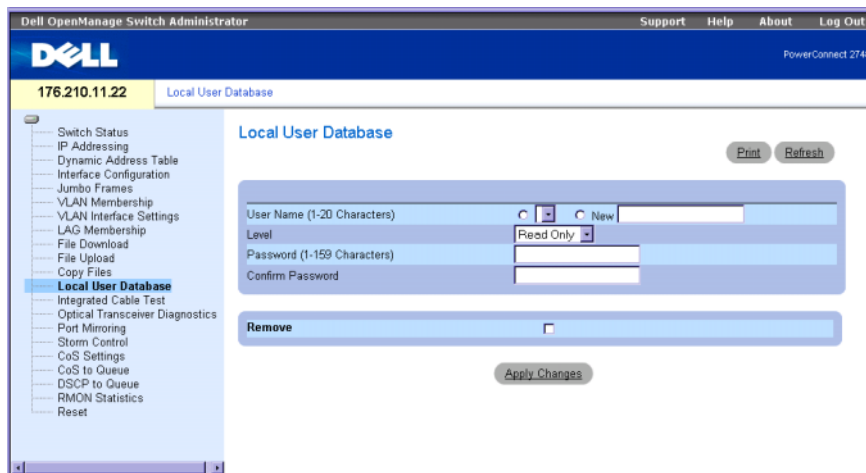 Dell OpenManage Switch Administrator Support Help About Log Out
DELL
PowerConnect 274
176.210.11.22 Local User Database
Switch Status
IP Addressing
Dynamic Address Table
Interface Configuration
Jumbo Frames
VLAN Membership
VLAN Interface Settings
LAG Membership
File Download
File Upload
Copy Files
Local User Database
Integrated Cable Test
Optical Transceiver Diagnostics
Port Mirroring
Storm Control
CoS Settings
CoS to Queue
DSCP to Queue
RMON Statistics
Reset
Local User Database
Print Refresh
User Name (1-20 Characters) New
Level Read Only
Password (1-159 Characters)
Confirm Password
Remove
Apply Changes